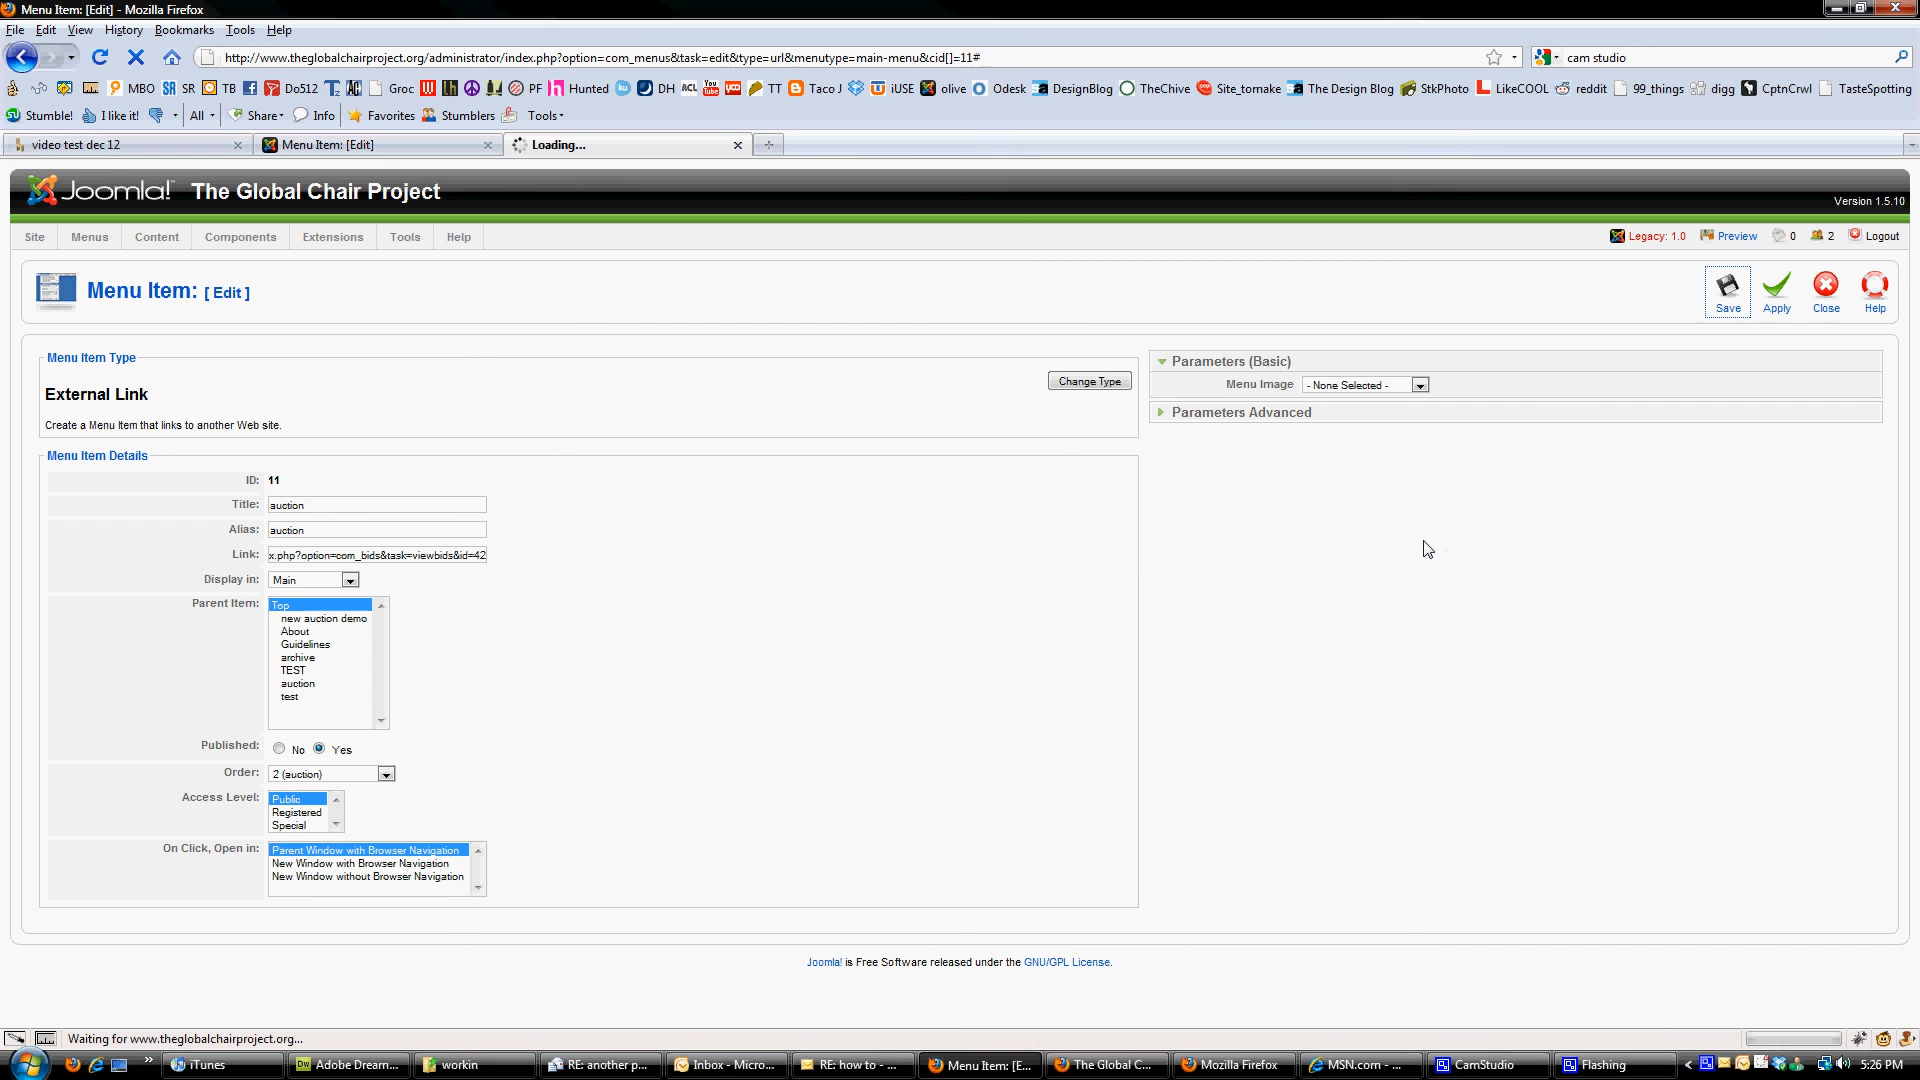 Menu Item: [Edit] - Mozilla Firefox
File Edit View History Bookmarks Tools Help
http://www.theglobalchairproject.org/administrator/index.php?option=com_menus&task=edit&type=url&menutype=main-menu&cid[]=11#
cam studio
MBO SR SR TB Do512 Groc PF Hunted DH ACL TT Taco J iUSE olive Odesk DesignBlog TheChive Site_tomake The Design Blog StkPhoto LikeCOOL reddit 99_things digg CptnCrwl TasteSpotting
Stumble! I like it! All Share Info Favorites Stumblers Tools
video test dec 12 Menu Item: [Edit] Loading...
Joomla! The Global Chair Project
Version 1.5.10
Site Menus Content Components Extensions Tools Help Legacy: 1.0 Preview 0 2 Logout
Menu Item: [ Edit ]
Save Apply Close Help
Menu Item Type
External Link
Change Type
Create a Menu Item that links to another Web site.
Parameters (Basic)
Menu Image - None Selected -
Parameters Advanced
Menu Item Details
ID: 11
Title: auction
Alias: auction
Link: x.php?option=com_bids&task=viewbids&id=42
Display in: Main
Parent Item: Top
new auction demo
About
Guidelines
archive
TEST
auction
test
Published: No Yes
Order: 2 (auction)
Access Level: Public
Registered
Special
On Click, Open in: Parent Window with Browser Navigation
New Window with Browser Navigation
New Window without Browser Navigation
Joomla! is Free Software released under the GNU/GPL License.
Waiting for www.theglobalchairproject.org...
iTunes Adobe Dream... workin RE: another p... Inbox - Micro... RE: how to - ... Menu Item: [E... The Global C... Mozilla Firefox MSN.com - ... CamStudio Flashing 5:26 PM